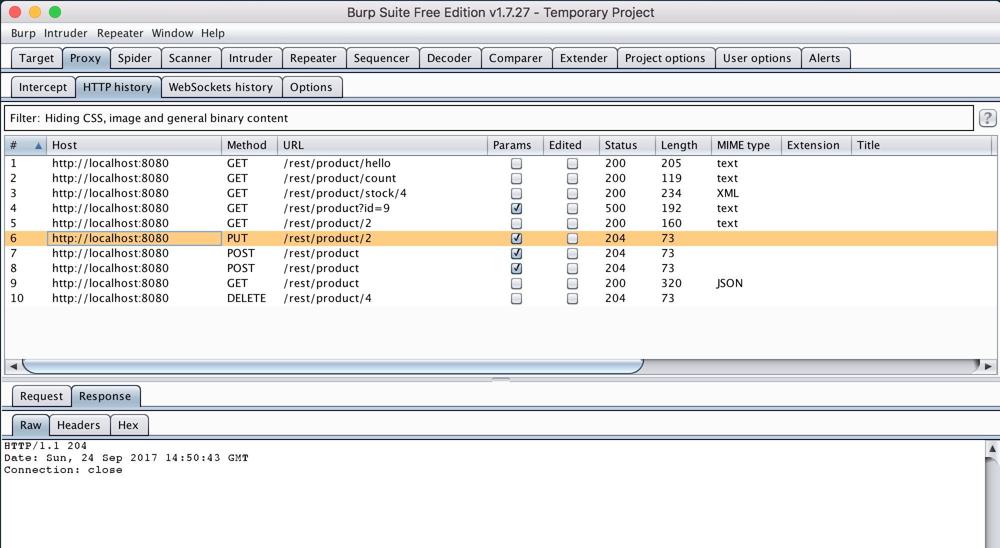 Burp Suite Free Edition v1.7.27 - Temporary Project
Burp Intruder Repeater Window Help
Target Proxy Spider Scanner Intruder Repeater Sequencer Decoder Comparer Extender Project options User options Alerts
Intercept HTTP history WebSockets history Options
Filter: Hiding CSS, image and general binary content ?
# Host Method URL Params Edited Status Length MIME type Extension Title
1 http://localhost:8080 GET /rest/product/hello 200 205 text
2 http://localhost:8080 GET /rest/product/count 200 119 text
3 http://localhost:8080 GET /rest/product/stock/4 200 234 XML
4 http://localhost:8080 GET /rest/product?id=9 500 192 text
5 http://localhost:8080 GET /rest/product/2 200 160 text
6 http://localhost:8080 PUT /rest/product/2 204 73
7 http://localhost:8080 POST /rest/product 204 73
8 http://localhost:8080 POST /rest/product 204 73
9 http://localhost:8080 GET /rest/product 200 320 JSON
10 http://localhost:8080 DELETE /rest/product/4 204 73
Request Response
Raw Headers Hex
HTTP/1.1 204
Date: Sun, 24 Sep 2017 14:50:43 GMT
Connection: close